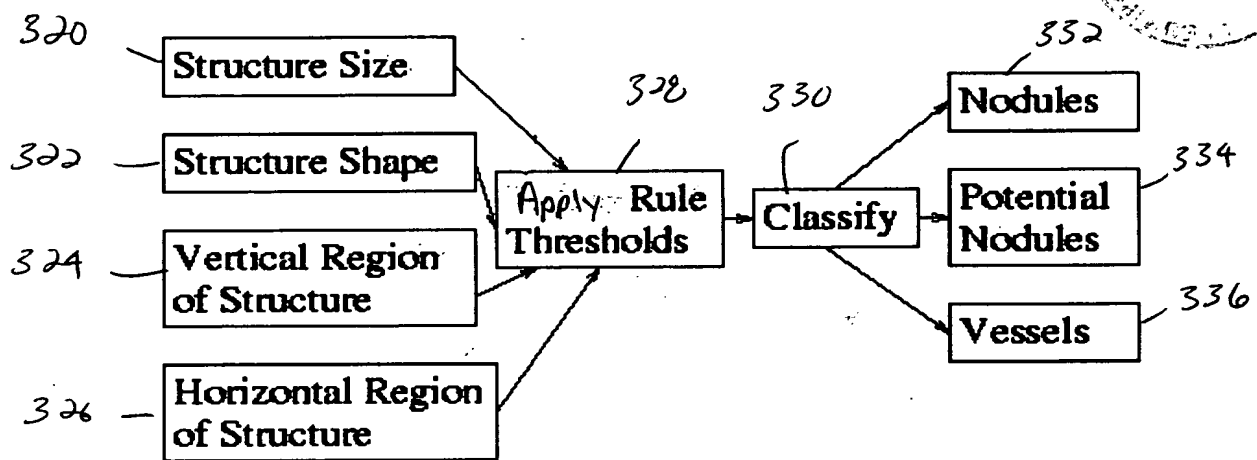 320
Structure Size
322
Structure Shape
324
Vertical Region
of Structure
326
Horizontal Region
of Structure
328
Apply Rule
Thresholds
330
Classify
332
Nodules
334
Potential
Nodules
336
Vessels